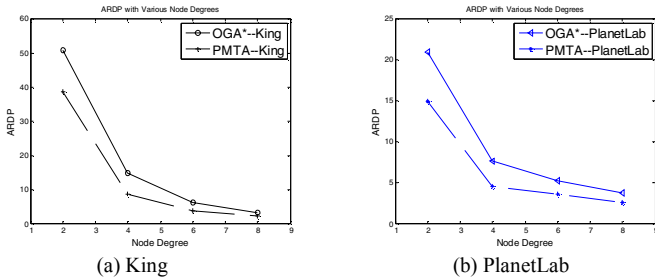 ARDP with Various Node Degrees
60
50
40
30
20
10
0
ARDP
OGA*--King
PMTA--King
1 2 3 4 5 6 7 8 9
Node Degree
(a) King
ARDP with Various Node Degrees
25
20
15
10
5
0
ARDP
OGA*--PlanetLab
PMTA--PlanetLab
1 2 3 4 5 6 7 8 9
Node Degree
(b) PlanetLab